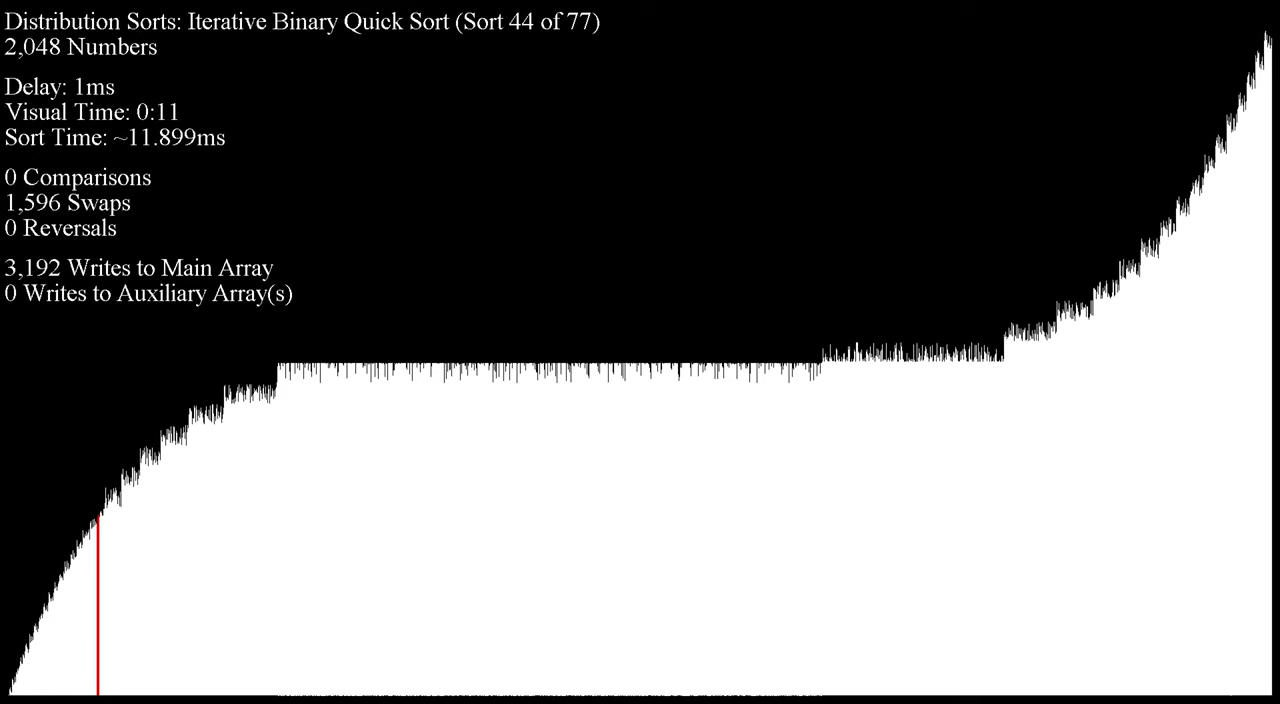 Distribution Sorts: Iterative Binary Quick Sort (Sort 44 of 77)
2,048 Numbers
Delay: 1ms
Visual Time: 0:11
Sort Time: ~11.899ms
0 Comparisons
1,596 Swaps
0 Reversals
3,192 Writes to Main Array
0 Writes to Auxiliary Array(s)